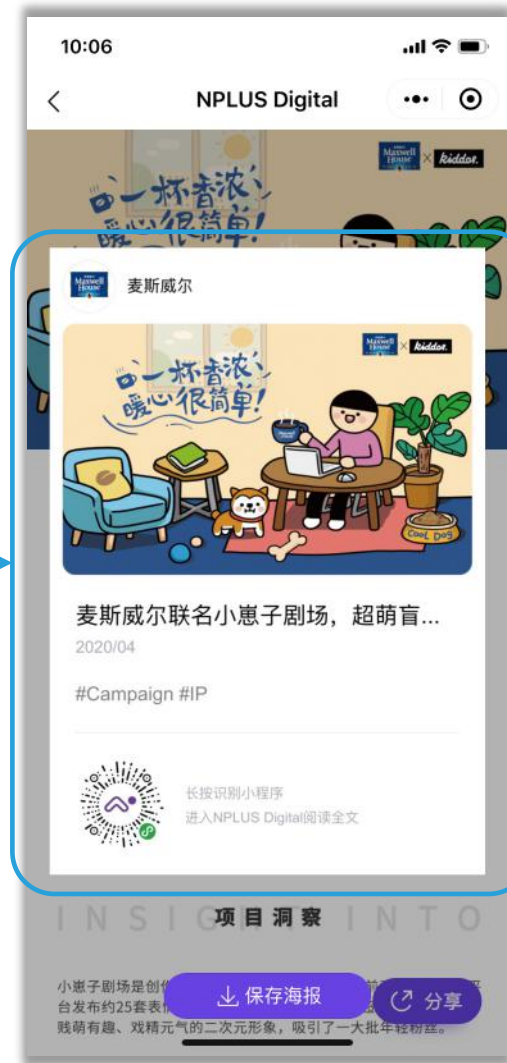 10:06
NPLUS Digital
Maxwell House × kiddos.
一杯香浓
暖心很简单!
麦斯威尔
Maxwell House × kiddos.
一杯香浓
暖心很简单!
COOL DOG
麦斯威尔联名小崽子剧场，超萌盲...
2020/04
#Campaign #IP
长按识别小程序
进入NPLUS Digital阅读全文
INSIGHT INTO
项目洞察
小崽子剧场是创作
台发布约25套表情
贱萌有趣、戏精元气的二次元形象，吸引了一大批年轻粉丝。
保存海报
分享